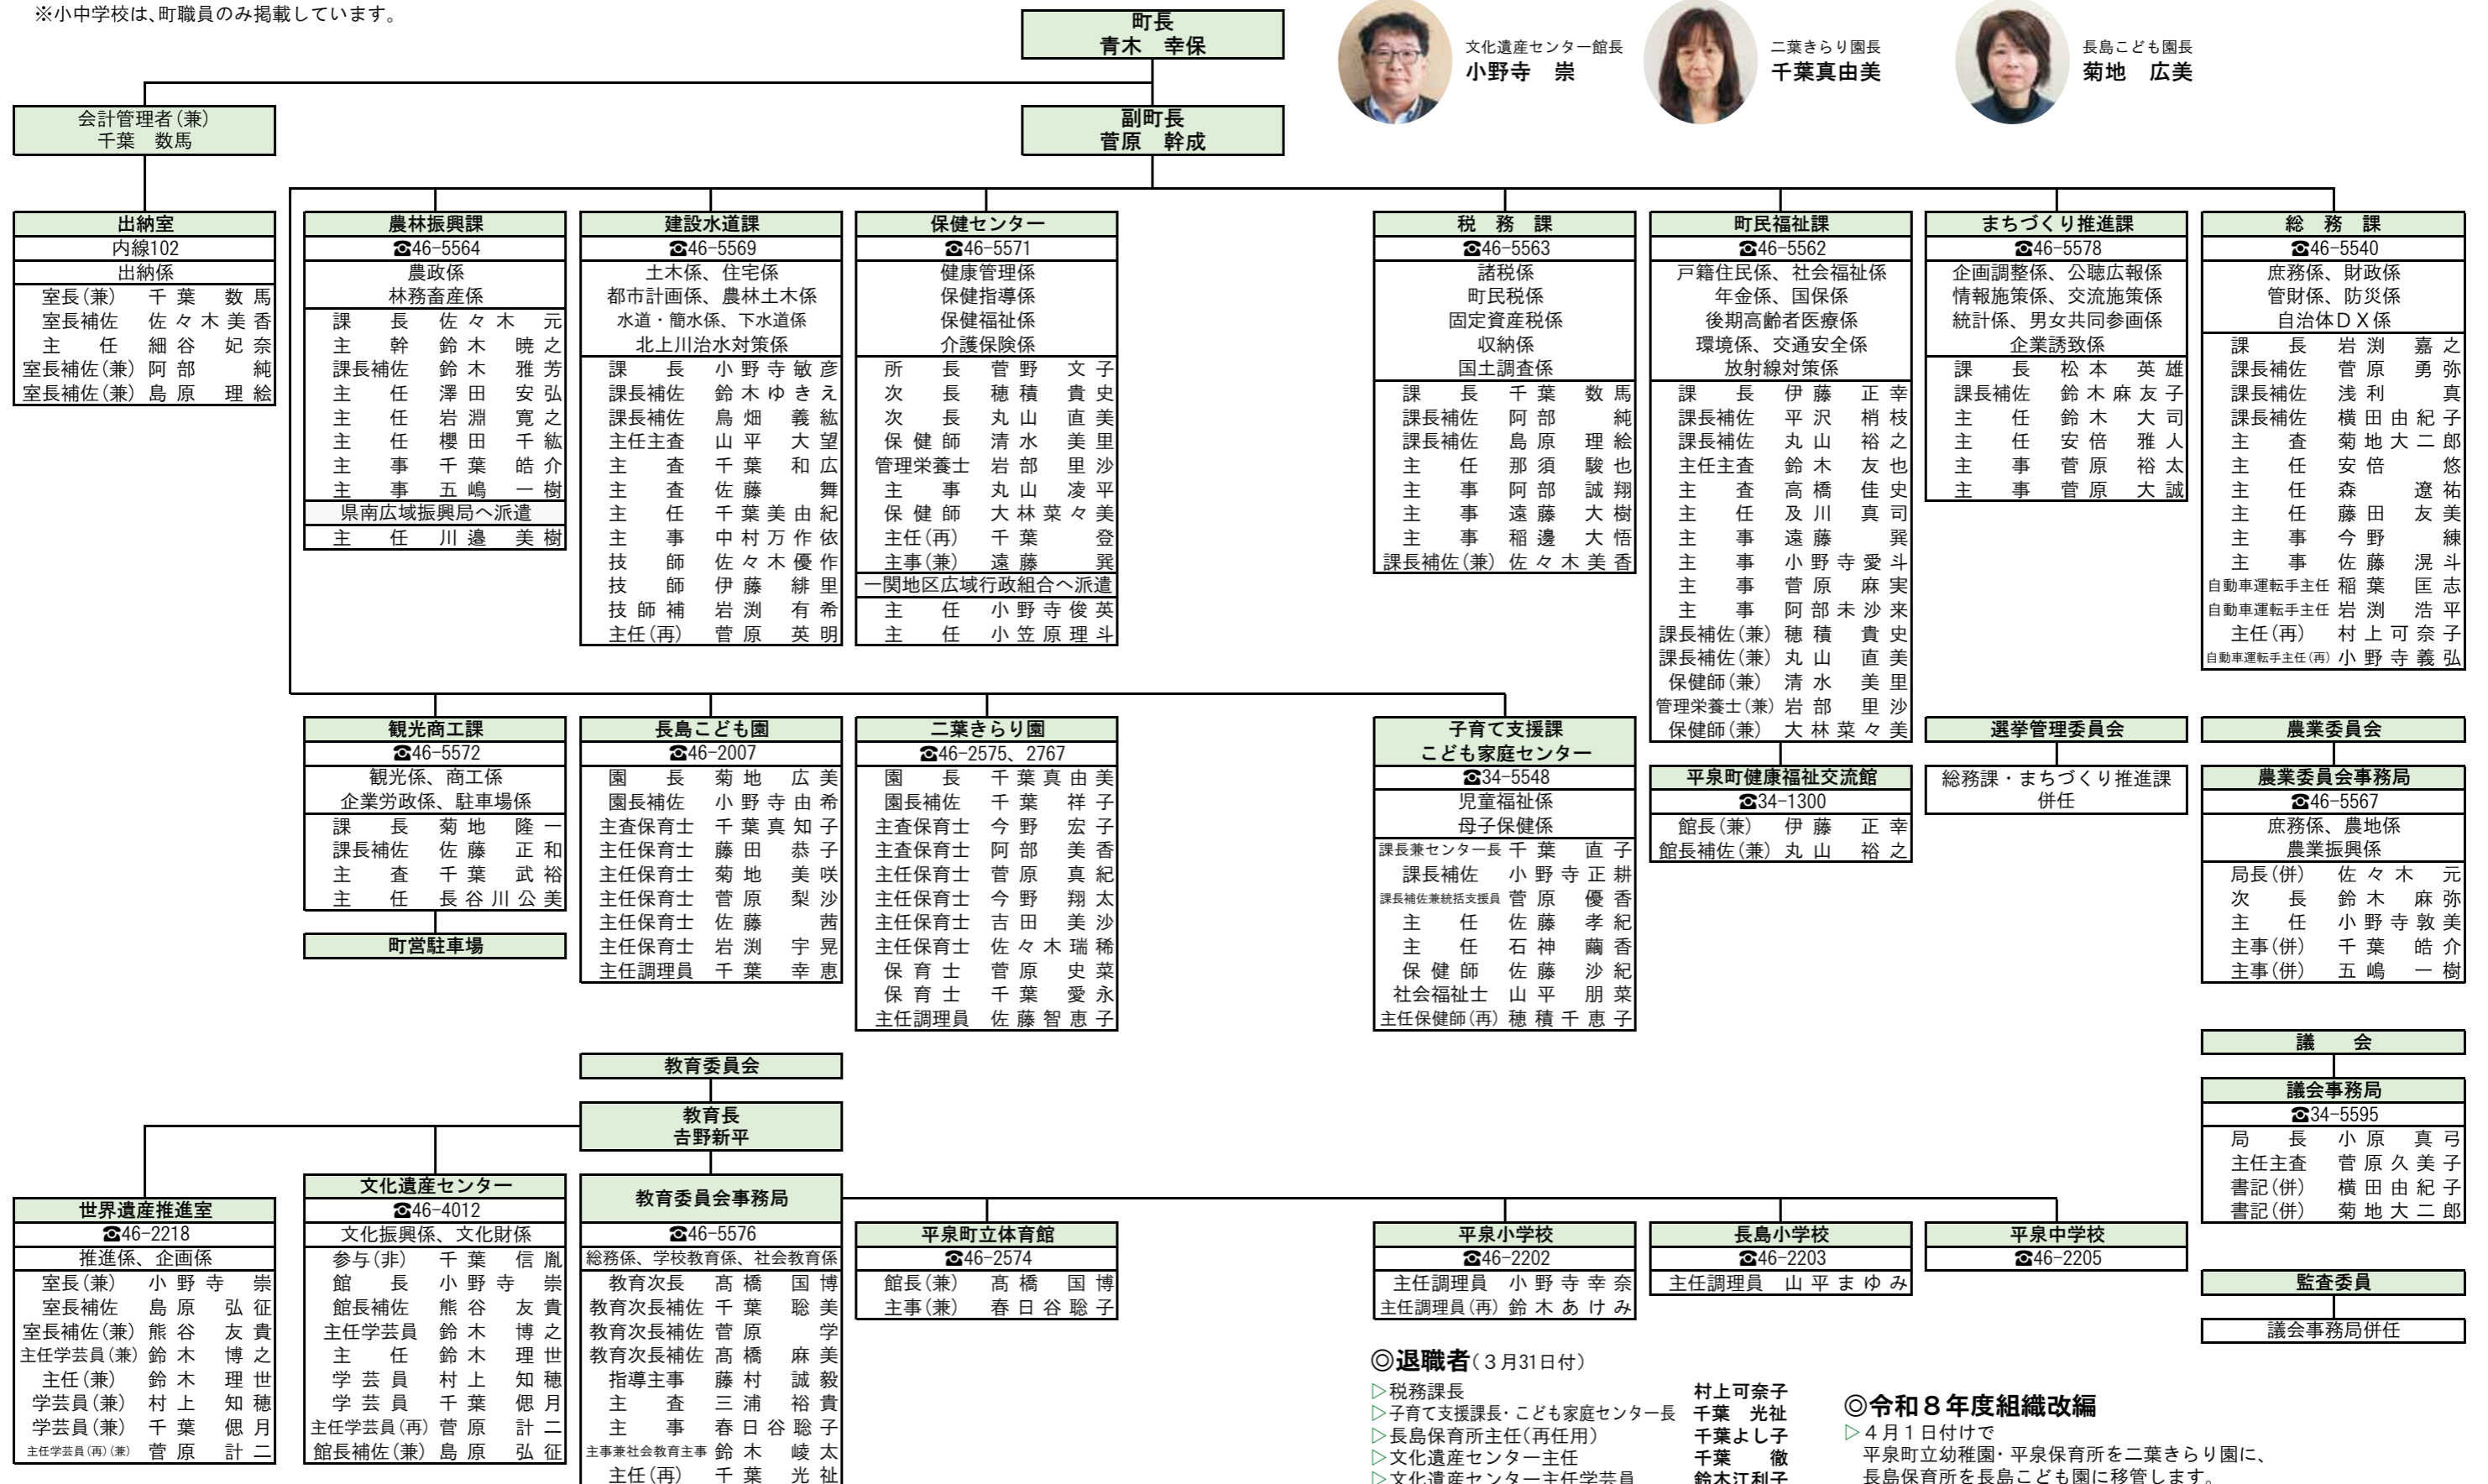 ※小中学校は、町職員のみ掲載しています。
町長
青木　幸保
文化遺産センター館長
小野寺　崇
二葉きらり園長
千葉真由美
長島こども園長
菊地　広美
会計管理者(兼)
千葉　数馬
副町長
菅原　幹成
出納室
内線102
出納係
室長(兼)　千葉　数馬
室長補佐　佐々木美香
主　任　細谷　妃奈
室長補佐(兼)　阿部　純
室長補佐(兼)　島原　理絵
農林振興課
☎46-5564
農政係
林務畜産係
課　長　佐々木　元
主　幹　鈴木　暁之
課長補佐　鈴木　雅芳
主　任　澤田　安弘
主　任　岩淵　寛之
主　任　櫻田　千紘
主　事　千葉　皓介
主　事　五嶋　一樹
県南広域振興局へ派遣
主　任　川邉　美樹
建設水道課
☎46-5569
土木係、住宅係
都市計画係、農林土木係
水道・簡水係、下水道係
北上川治水対策係
課　長　小野寺敏彦
課長補佐　鈴木ゆきえ
課長補佐　鳥畑　義紘
主任主査　山平　大望
主　査　千葉　和広
主　査　佐藤　舞
主　任　千葉美由紀
主　事　中村万作依
技　師　佐々木優作
技　師　伊藤　緋里
技師補　岩渕　有希
主任(再)　菅原　英明
保健センター
☎46-5571
健康管理係
保健指導係
保健福祉係
介護保険係
所　長　菅野　文子
次　長　穂積　貴史
次　長　丸山　直美
保健師　清水　美里
管理栄養士　岩部　里沙
主　事　丸山　凌平
保健師　大林菜々美
主任(再)　千葉　登
主事(兼)　遠藤　巽
一関地区広域行政組合へ派遣
主　任　小野寺俊英
主　任　小笠原理斗
税　務　課
☎46-5563
諸税係
町民税係
固定資産税係
収納係
国土調査係
課　長　千葉　数馬
課長補佐　阿部　純
課長補佐　島原　理絵
主　任　那須　駿也
主　事　阿部　誠翔
主　事　遠藤　大樹
主　事　稲邊　大悟
課長補佐(兼)　佐々木美香
町民福祉課
☎46-5562
戸籍住民係、社会福祉係
年金係、国保係
後期高齢者医療係
環境係、交通安全係
放射線対策係
課　長　伊藤　正幸
課長補佐　平沢　梢枝
課長補佐　丸山　裕之
主任主査　鈴木　友也
主　査　高橋　佳史
主　任　及川　真司
主　事　遠藤　巽
主　事　小野寺愛斗
主　事　菅原　麻実
主　事　阿部未沙来
課長補佐(兼)　穂積　貴史
課長補佐(兼)　丸山　直美
保健師(兼)　清水　美里
管理栄養士(兼)　岩部　里沙
保健師(兼)　大林菜々美
まちづくり推進課
☎46-5578
企画調整係、公聴広報係
情報施策係、交流施策係
統計係、男女共同参画係
企業誘致係
課　長　松本　英雄
課長補佐　鈴木麻友子
主　任　鈴木　大司
主　任　安倍　雅人
主　事　菅原　裕太
主　事　菅原　大誠
総　務　課
☎46-5540
庶務係、財政係
管財係、防災係
自治体ＤＸ係
課　長　岩渕　嘉之
課長補佐　菅原　勇弥
課長補佐　浅利　真
課長補佐　横田由紀子
主　査　菊地大二郎
主　任　安倍　悠
主　任　森　遼祐
主　任　藤田　友美
主　事　今野　練
主　事　佐藤　滉斗
自動車運転手主任　稲葉　匡志
自動車運転手主任　岩渕　浩平
主任(再)　村上可奈子
自動車運転手主任(再)　小野寺義弘
観光商工課
☎46-5572
観光係、商工係
企業労政係、駐車場係
課　長　菊地　隆一
課長補佐　佐藤　正和
主　査　千葉　武裕
主　任　長谷川公美
町営駐車場
長島こども園
☎46-2007
園　長　菊地　広美
園長補佐　小野寺由希
主査保育士　千葉真知子
主任保育士　藤田　恭子
主任保育士　菊地　美咲
主任保育士　菅原　梨沙
主任保育士　佐藤　茜
主任保育士　岩渕　宇晃
主任調理員　千葉　幸恵
二葉きらり園
☎46-2575、2767
園　長　千葉真由美
園長補佐　千葉　祥子
主査保育士　今野　宏子
主査保育士　阿部　美香
主任保育士　菅原　真紀
主任保育士　今野　翔太
主任保育士　吉田　美沙
主任保育士　佐々木瑞稀
保育士　菅原　史菜
保育士　千葉　愛永
主任調理員　佐藤智恵子
子育て支援課
こども家庭センター
☎34-5548
児童福祉係
母子保健係
課長兼センター長　千葉　直子
課長補佐　小野寺正耕
課長補佐兼統括支援員　菅原　優香
主　任　佐藤　孝紀
主　任　石神　繭香
保健師　佐藤　沙紀
社会福祉士　山平　朋菜
主任保健師(再)　穂積千恵子
平泉町健康福祉交流館
☎34-1300
館長(兼)　伊藤　正幸
館長補佐(兼)　丸山　裕之
選挙管理委員会
総務課・まちづくり推進課
併任
農業委員会
農業委員会事務局
☎46-5567
庶務係、農地係
農業振興係
局長(併)　佐々木　元
次　長　鈴木　麻弥
主　任　小野寺敦美
主事(併)　千葉　皓介
主事(併)　五嶋　一樹
議　会
議会事務局
☎34-5595
局　長　小原　真弓
主任主査　菅原久美子
書記(併)　横田由紀子
書記(併)　菊地大二郎
監査委員
議会事務局併任
教育委員会
教育長
吉野新平
世界遺産推進室
☎46-2218
推進係、企画係
室長(兼)　小野寺　崇
室長補佐　島原　弘征
室長補佐(兼)　熊谷　友貴
主任学芸員(兼)　鈴木　博之
主任(兼)　鈴木　理世
学芸員(兼)　村上　知穂
学芸員(兼)　千葉　偲月
主任学芸員(再)(兼)　菅原　計二
文化遺産センター
☎46-4012
文化振興係、文化財係
参与(非)　千葉　信胤
館　長　小野寺　崇
館長補佐　熊谷　友貴
主任学芸員　鈴木　博之
主　任　鈴木　理世
学芸員　村上　知穂
学芸員　千葉　偲月
主任学芸員(再)　菅原　計二
館長補佐(兼)　島原　弘征
教育委員会事務局
☎46-5576
総務係、学校教育係、社会教育係
教育次長　髙橋　国博
教育次長補佐　千葉　聡美
教育次長補佐　菅原　学
教育次長補佐　髙橋　麻美
指導主事　藤村　誠毅
主　査　三浦　裕貴
主　事　春日谷聡子
主事兼社会教育主事　鈴木　崚太
主任(再)　千葉　光祉
平泉町立体育館
☎46-2574
館長(兼)　髙橋　国博
主事(兼)　春日谷聡子
平泉小学校
☎46-2202
主任調理員　小野寺幸奈
主任調理員(再)　鈴木あけみ
長島小学校
☎46-2203
主任調理員　山平まゆみ
平泉中学校
☎46-2205
◎退職者(３月31日付)
▷税務課長　村上可奈子
▷子育て支援課長・こども家庭センター長　千葉　光祉
▷長島保育所主任(再任用)　千葉よし子
▷文化遺産センター主任　千葉　徹
▷文化遺産センター主任学芸員　鈴木江利子
◎令和８年度組織改編
▷４月１日付けで
平泉町立幼稚園・平泉保育所を二葉きらり園に、
長島保育所を長島こども園に移管します。